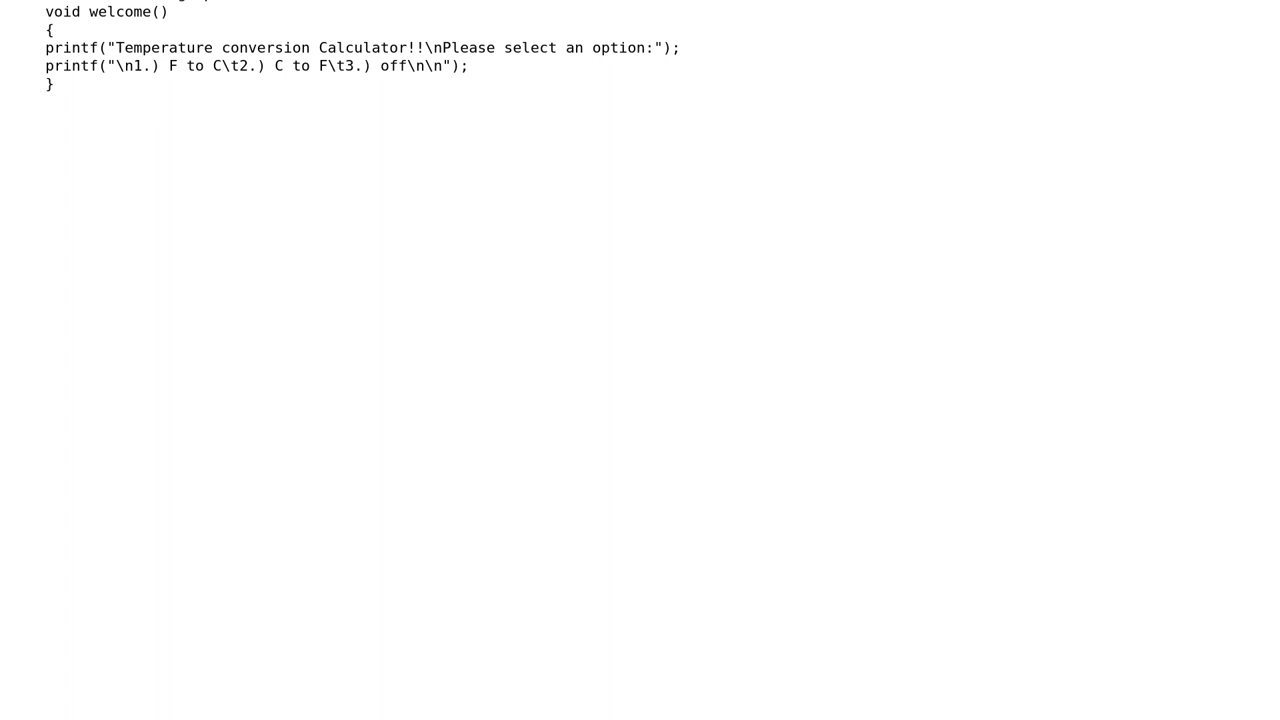 void welcome()
{
printf("Temperature conversion Calculator!!\nPlease select an option:");
printf("\n1.) F to C\t2.) C to F\t3.) off\n\n");
}